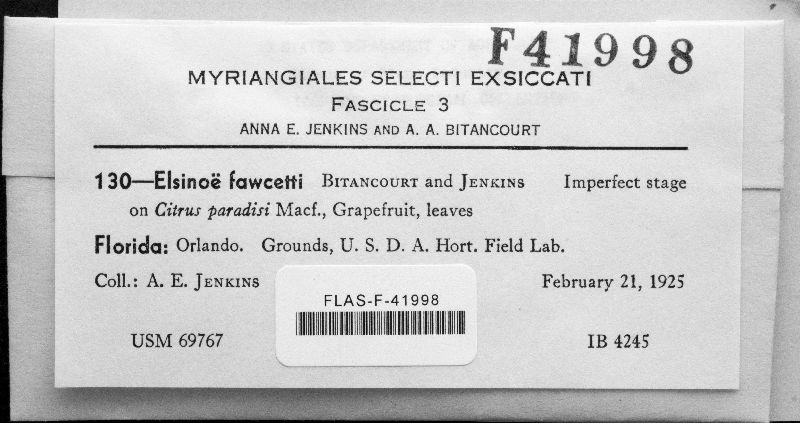 F41998
MYRIANGIALES SELECTI EXSICCATI
FASCICLE 3
ANNA E. JENKINS AND A. A. BITANCOURT
130—Elsinoë fawcetti BITANCOURT and JENKINS Imperfect stage
on Citrus paradisi Macf., Grapefruit, leaves
Florida: Orlando. Grounds, U. S. D. A. Hort. Field Lab.
Coll.: A. E. JENKINS February 21, 1925
FLAS-F-41998
USM 69767 IB 4245